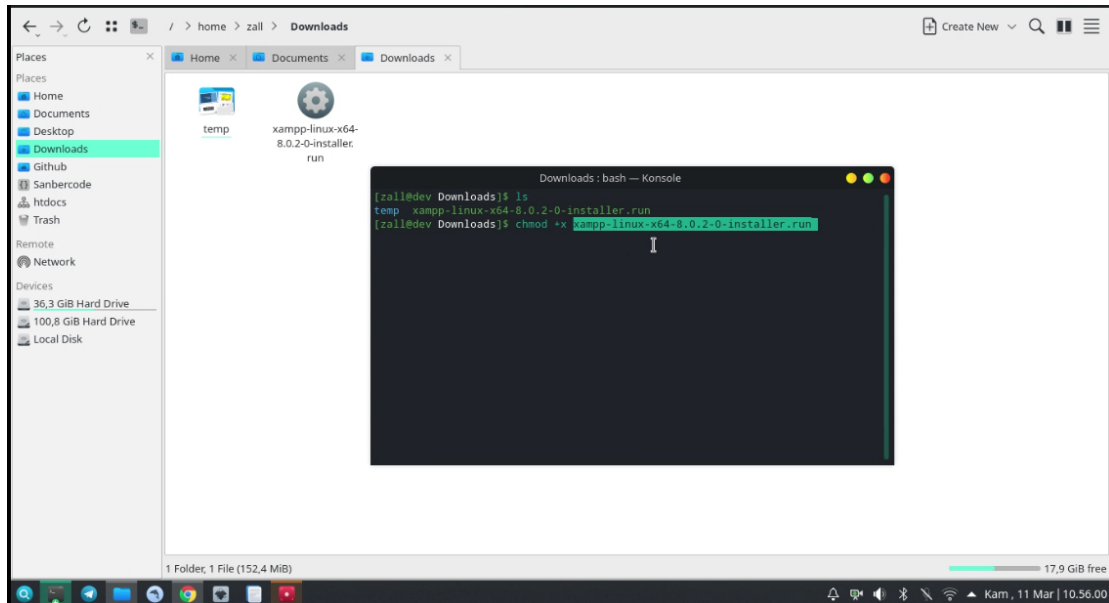 / > home > zall > Downloads
Create New
Places
Home
Documents
Downloads
Places
Home
Documents
Desktop
Downloads
Github
Sanbercode
htdocs
Trash
Remote
Network
Devices
36,3 GiB Hard Drive
100,8 GiB Hard Drive
Local Disk
temp
xampp-linux-x64-
8.0.2-0-installer.
run
Downloads : bash — Konsole
[zall@dev Downloads]$ ls
temp xampp-linux-x64-8.0.2-0-installer.run
[zall@dev Downloads]$ chmod +x xampp-linux-x64-8.0.2-0-installer.run
1 Folder, 1 File (152,4 MiB)
17,9 GiB free
Kam , 11 Mar | 10.56.00